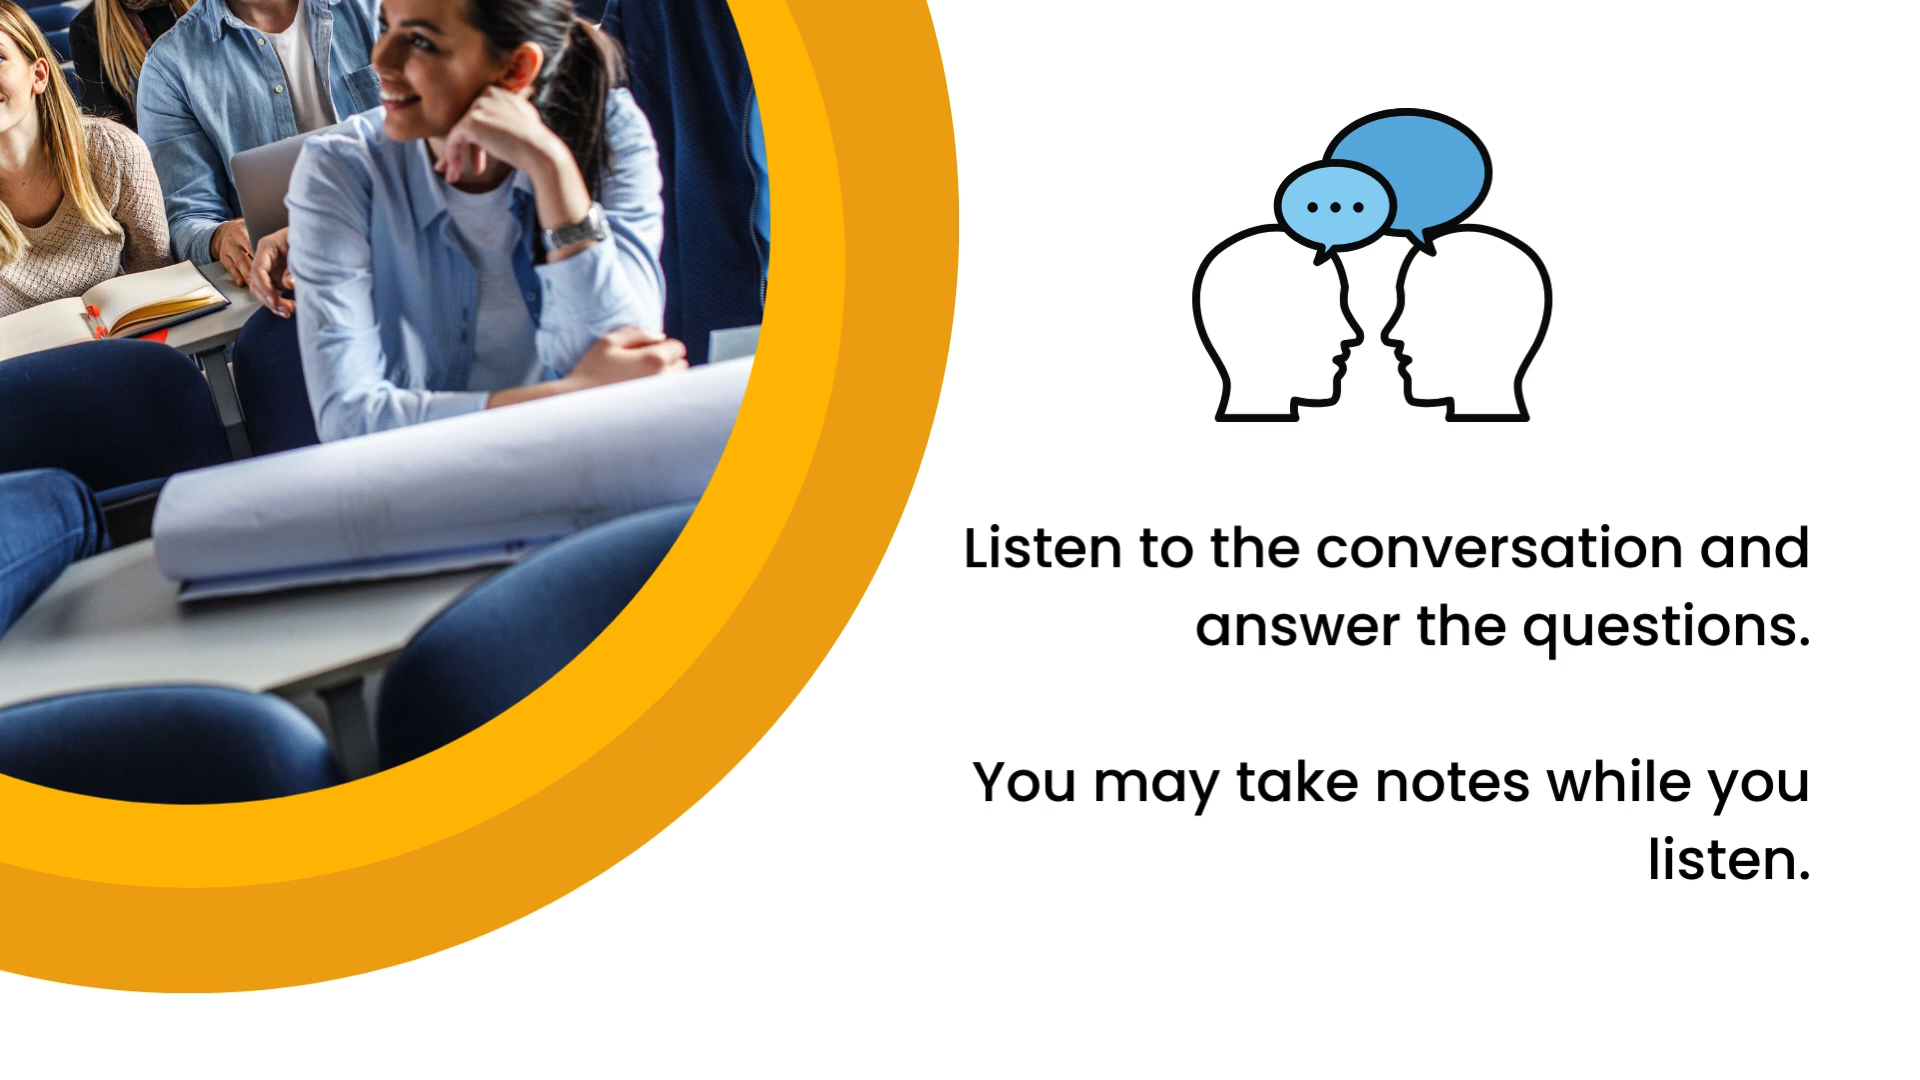 Listen to the conversation and
answer the questions.
You may take notes while you
listen.